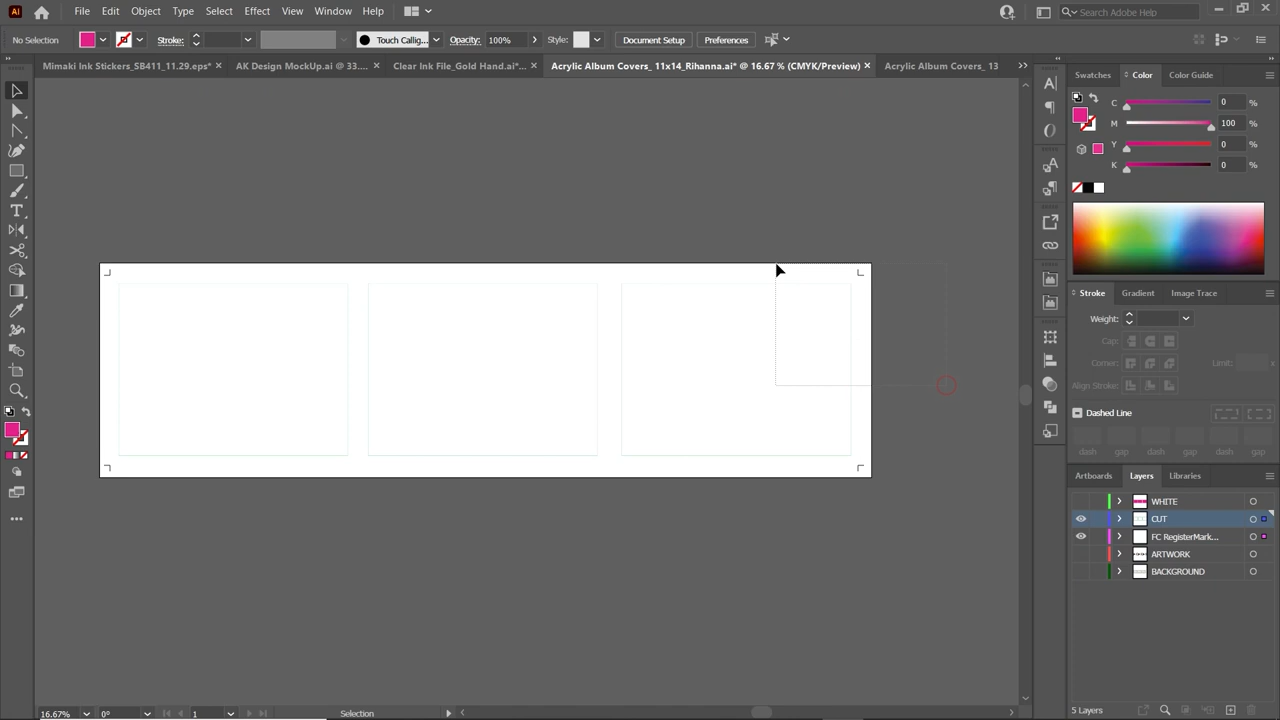 Ai File Edit Object Type Select Effect View Window Help Search Adobe Help
No Selection Stroke: Touch Callig... Opacity: 100% Style: Document Setup Preferences
Mimaki Ink Stickers_SB411_11.29.eps* × AK Design MockUp.ai @ 33.... × Clear Ink File_Gold Hand.ai*... × Acrylic Album Covers_ 11x14_Rihanna.ai* @ 16.67 % (CMYK/Preview) × Acrylic Album Covers_ 13
Swatches Color Color Guide
C 0 %
M 100 %
Y 0 %
K 0 %
Stroke Gradient Image Trace
Weight:
Cap:
Corner: Limit:
Align Stroke:
Dashed Line
dash gap dash gap dash gap
Artboards Layers Libraries
WHITE
CUT
FC RegisterMark...
ARTWORK
BACKGROUND
5 Layers
16.67% 0° 1 Selection